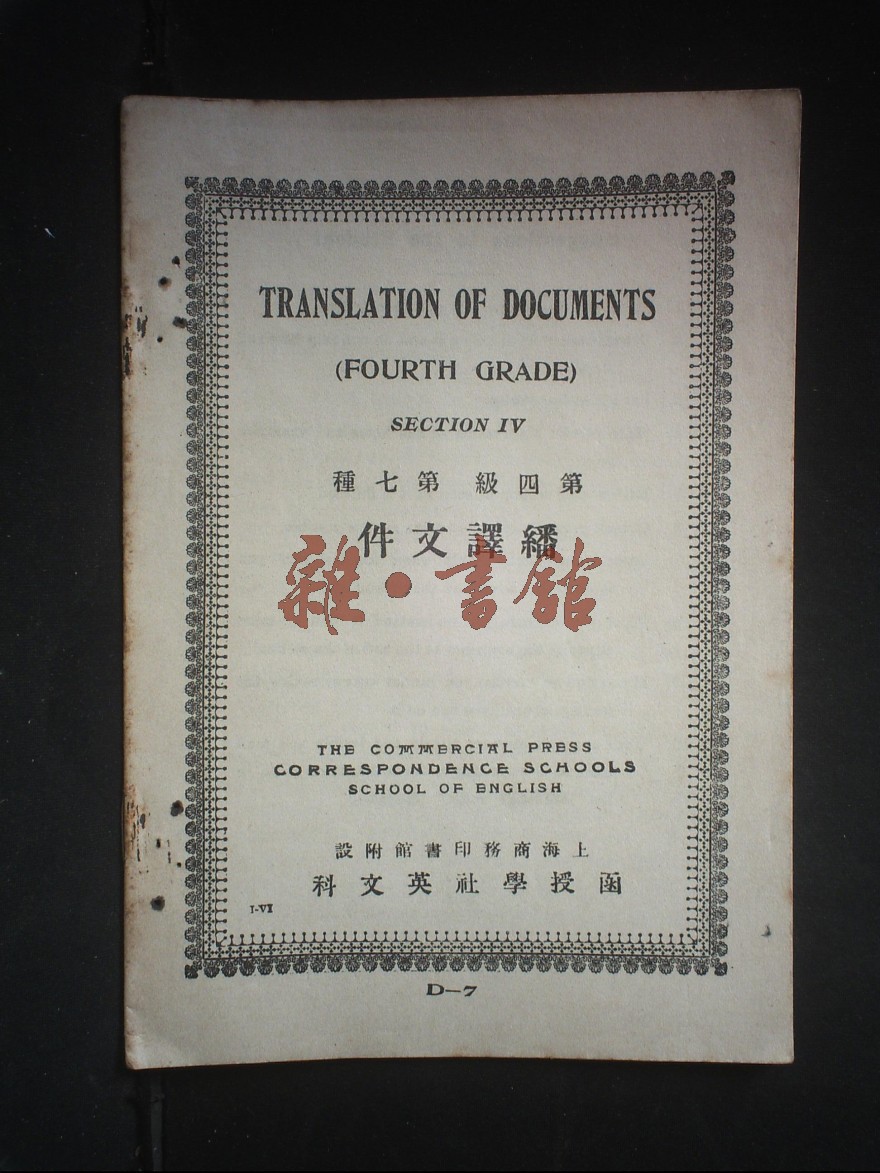 TRANSLATION OF DOCUMENTS
(FOURTH GRADE)
SECTION IV
第四級 第七種
繙譯文件
雜·書館
THE COMMERCIAL PRESS
CORRESPONDENCE SCHOOLS
SCHOOL OF ENGLISH
上海商務印書館附設
函授學社英文科
I-VI
D-7